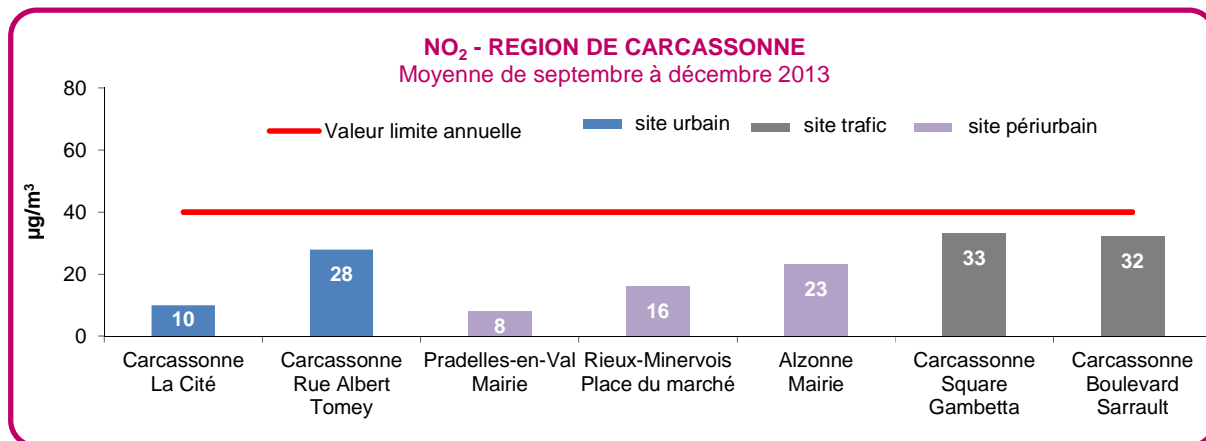 NO₂ - REGION DE CARCASSONNE
Moyenne de septembre à décembre 2013
80
60
40
20
0
µg/m³
Valeur limite annuelle
site urbain
site trafic
site périurbain
10
28
8
16
23
33
32
Carcassonne
La Cité
Carcassonne
Rue Albert
Tomey
Pradelles-en-Val
Mairie
Rieux-Minervois
Place du marché
Alzonne
Mairie
Carcassonne
Square
Gambetta
Carcassonne
Boulevard
Sarrault